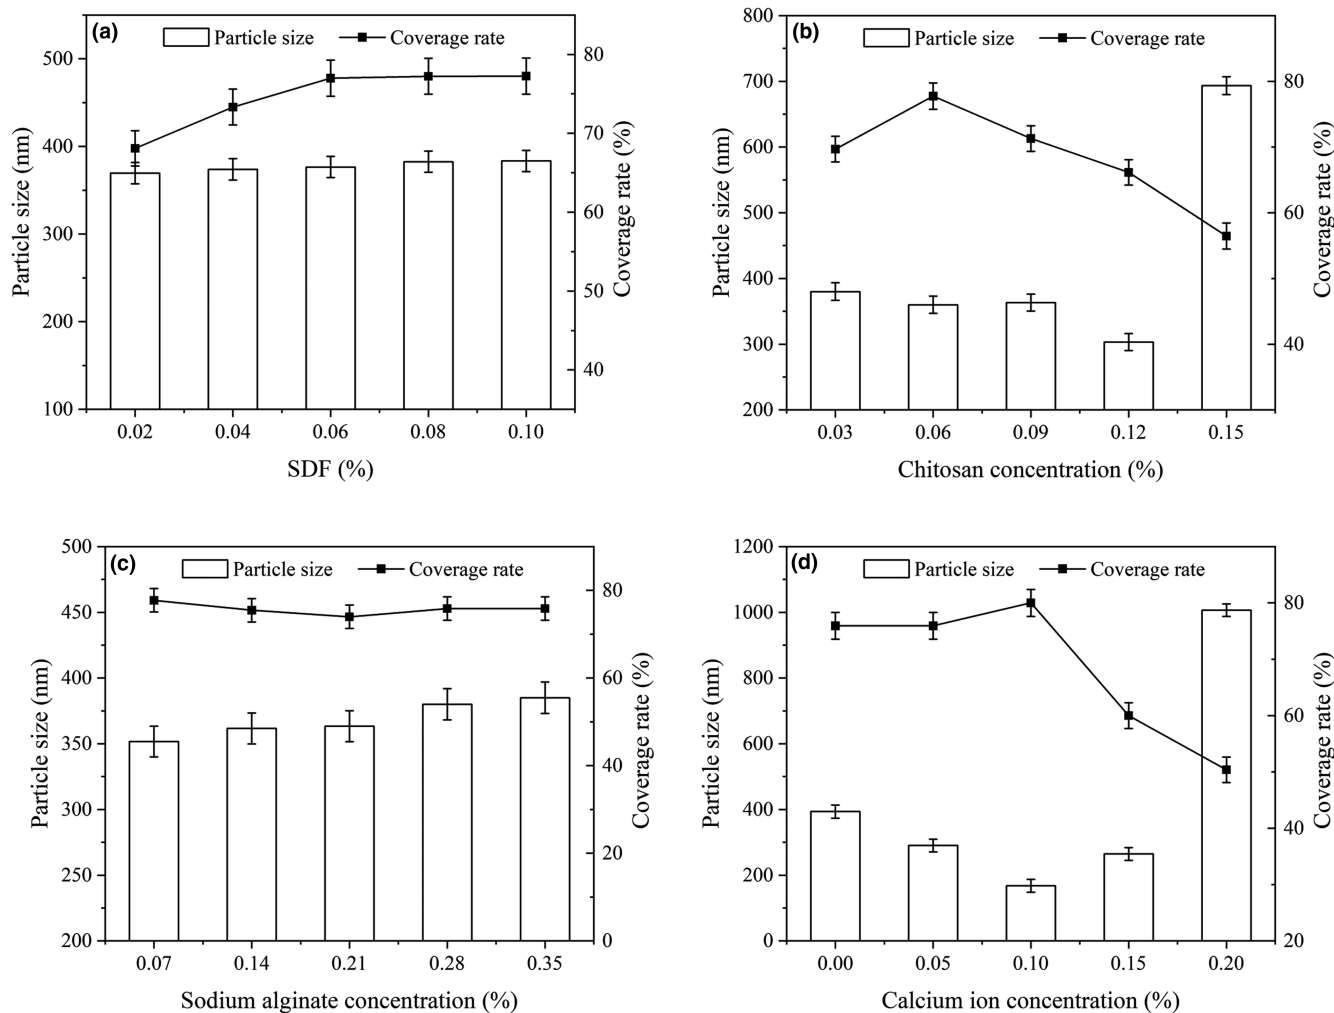 (a)
Particle size
Coverage rate
500
400
300
200
100
80
70
60
50
40
0.02 0.04 0.06 0.08 0.10
Particle size (nm)
Coverage rate (%)
SDF (%)
(b)
Particle size
Coverage rate
800
700
600
500
400
300
200
80
60
40
0.03 0.06 0.09 0.12 0.15
Particle size (nm)
Coverage rate (%)
Chitosan concentration (%)
(c)
Particle size
Coverage rate
500
450
400
350
300
250
200
80
60
40
20
0
0.07 0.14 0.21 0.28 0.35
Particle size (nm)
Coverage rate (%)
Sodium alginate concentration (%)
(d)
Particle size
Coverage rate
1200
1000
800
600
400
200
0
80
60
40
20
0.00 0.05 0.10 0.15 0.20
Particle size (nm)
Coverage rate (%)
Calcium ion concentration (%)